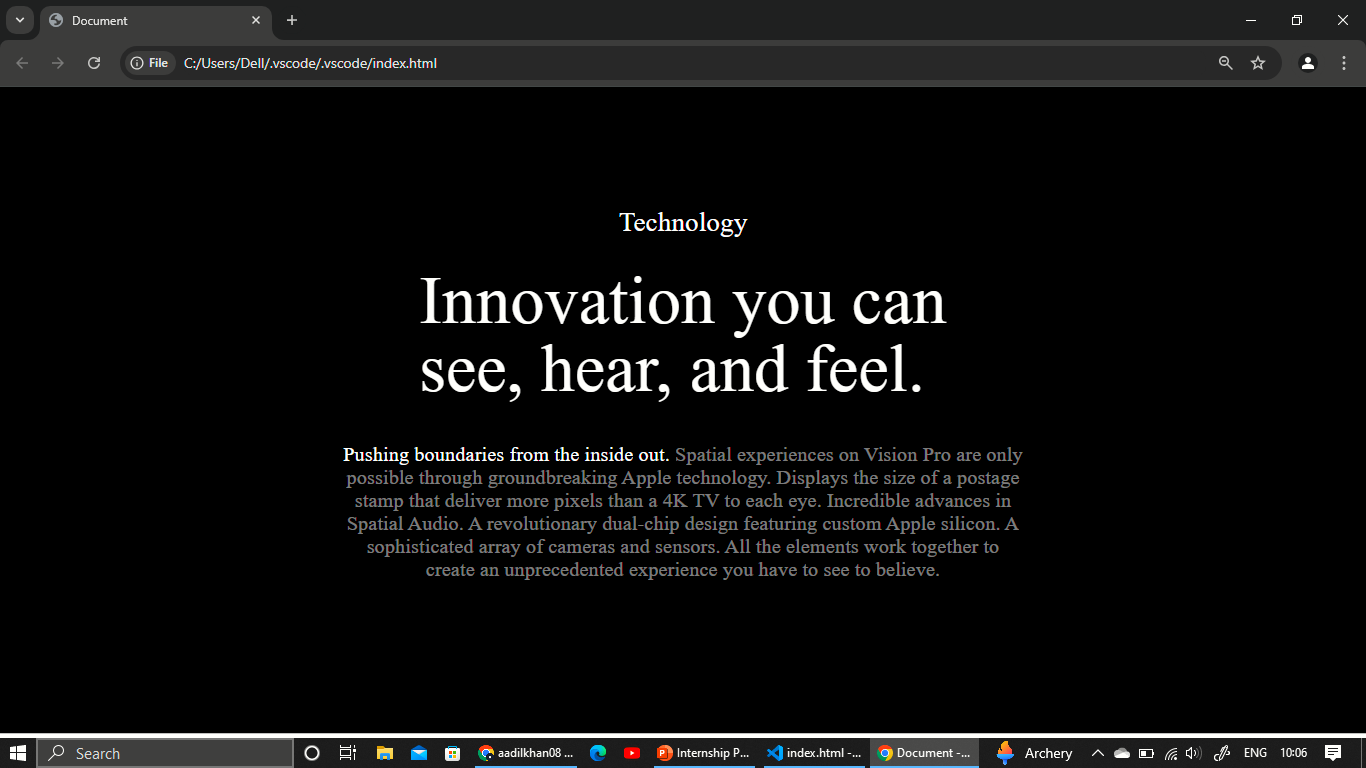 Document
File
C:/Users/Dell/.vscode/.vscode/index.html
Technology
Innovation you can
see, hear, and feel.
Pushing boundaries from the inside out. Spatial experiences on Vision Pro are only
possible through groundbreaking Apple technology. Displays the size of a postage
stamp that deliver more pixels than a 4K TV to each eye. Incredible advances in
Spatial Audio. A revolutionary dual-chip design featuring custom Apple silicon. A
sophisticated array of cameras and sensors. All the elements work together to
create an unprecedented experience you have to see to believe.
Search
aadilkhan08 ...
Internship P...
index.html -...
Document -...
Archery
ENG
10:06